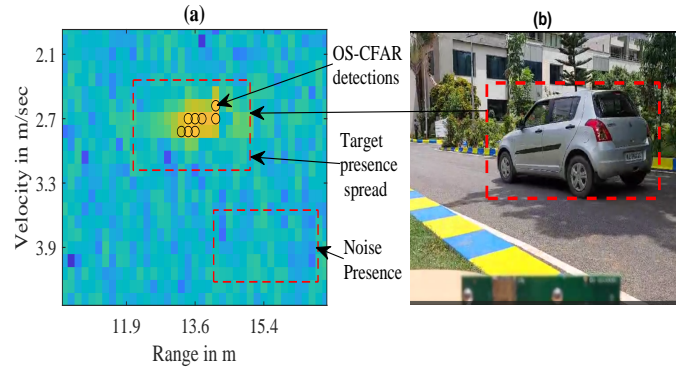 (a)
(b)
2.1
2.7
3.3
3.9
Velocity in m/sec
11.9
13.6
15.4
Range in m
OS-CFAR
detections
Target
presence
spread
Noise
Presence